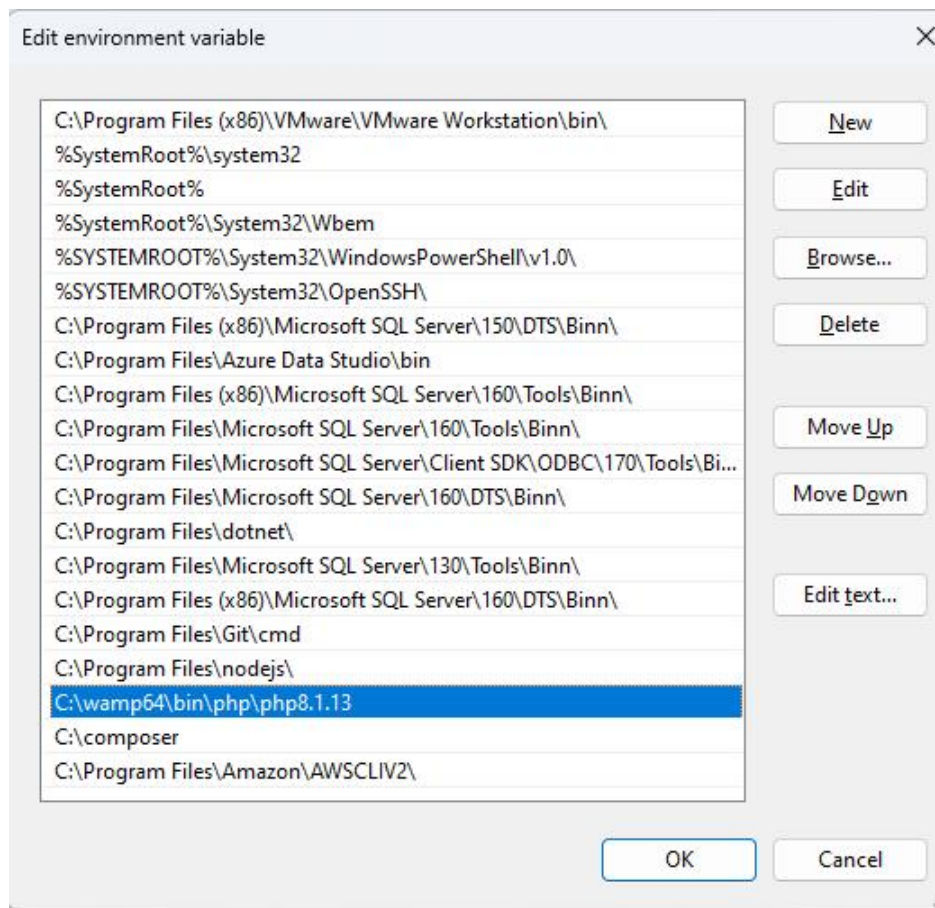 Edit environment variable
C:\Program Files (x86)\VMware\VMware Workstation\bin\
%SystemRoot%\system32
%SystemRoot%
%SystemRoot%\System32\Wbem
%SYSTEMROOT%\System32\WindowsPowerShell\v1.0\
%SYSTEMROOT%\System32\OpenSSH\
C:\Program Files (x86)\Microsoft SQL Server\150\DTS\Binn\
C:\Program Files\Azure Data Studio\bin
C:\Program Files (x86)\Microsoft SQL Server\160\Tools\Binn\
C:\Program Files\Microsoft SQL Server\160\Tools\Binn\
C:\Program Files\Microsoft SQL Server\Client SDK\ODBC\170\Tools\Bi...
C:\Program Files\Microsoft SQL Server\160\DTS\Binn\
C:\Program Files\dotnet\
C:\Program Files\Microsoft SQL Server\130\Tools\Binn\
C:\Program Files (x86)\Microsoft SQL Server\160\DTS\Binn\
C:\Program Files\Git\cmd
C:\Program Files\nodejs\
C:\wamp64\bin\php\php8.1.13
C:\composer
C:\Program Files\Amazon\AWSCLIV2\
New
Edit
Browse...
Delete
Move Up
Move Down
Edit text...
OK
Cancel